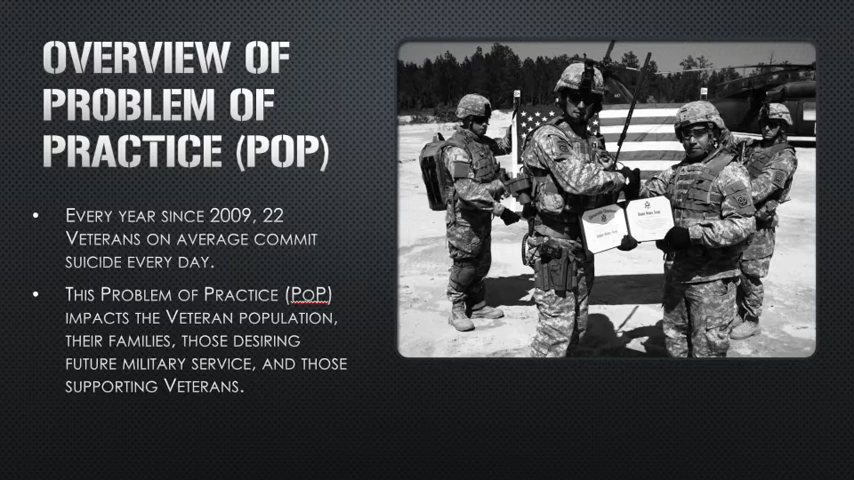 OVERVIEW OF
PROBLEM OF
PRACTICE (POP)
• EVERY YEAR SINCE 2009, 22
VETERANS ON AVERAGE COMMIT
SUICIDE EVERY DAY.
• THIS PROBLEM OF PRACTICE (POP)
IMPACTS THE VETERAN POPULATION,
THEIR FAMILIES, THOSE DESIRING
FUTURE MILITARY SERVICE, AND THOSE
SUPPORTING VETERANS.